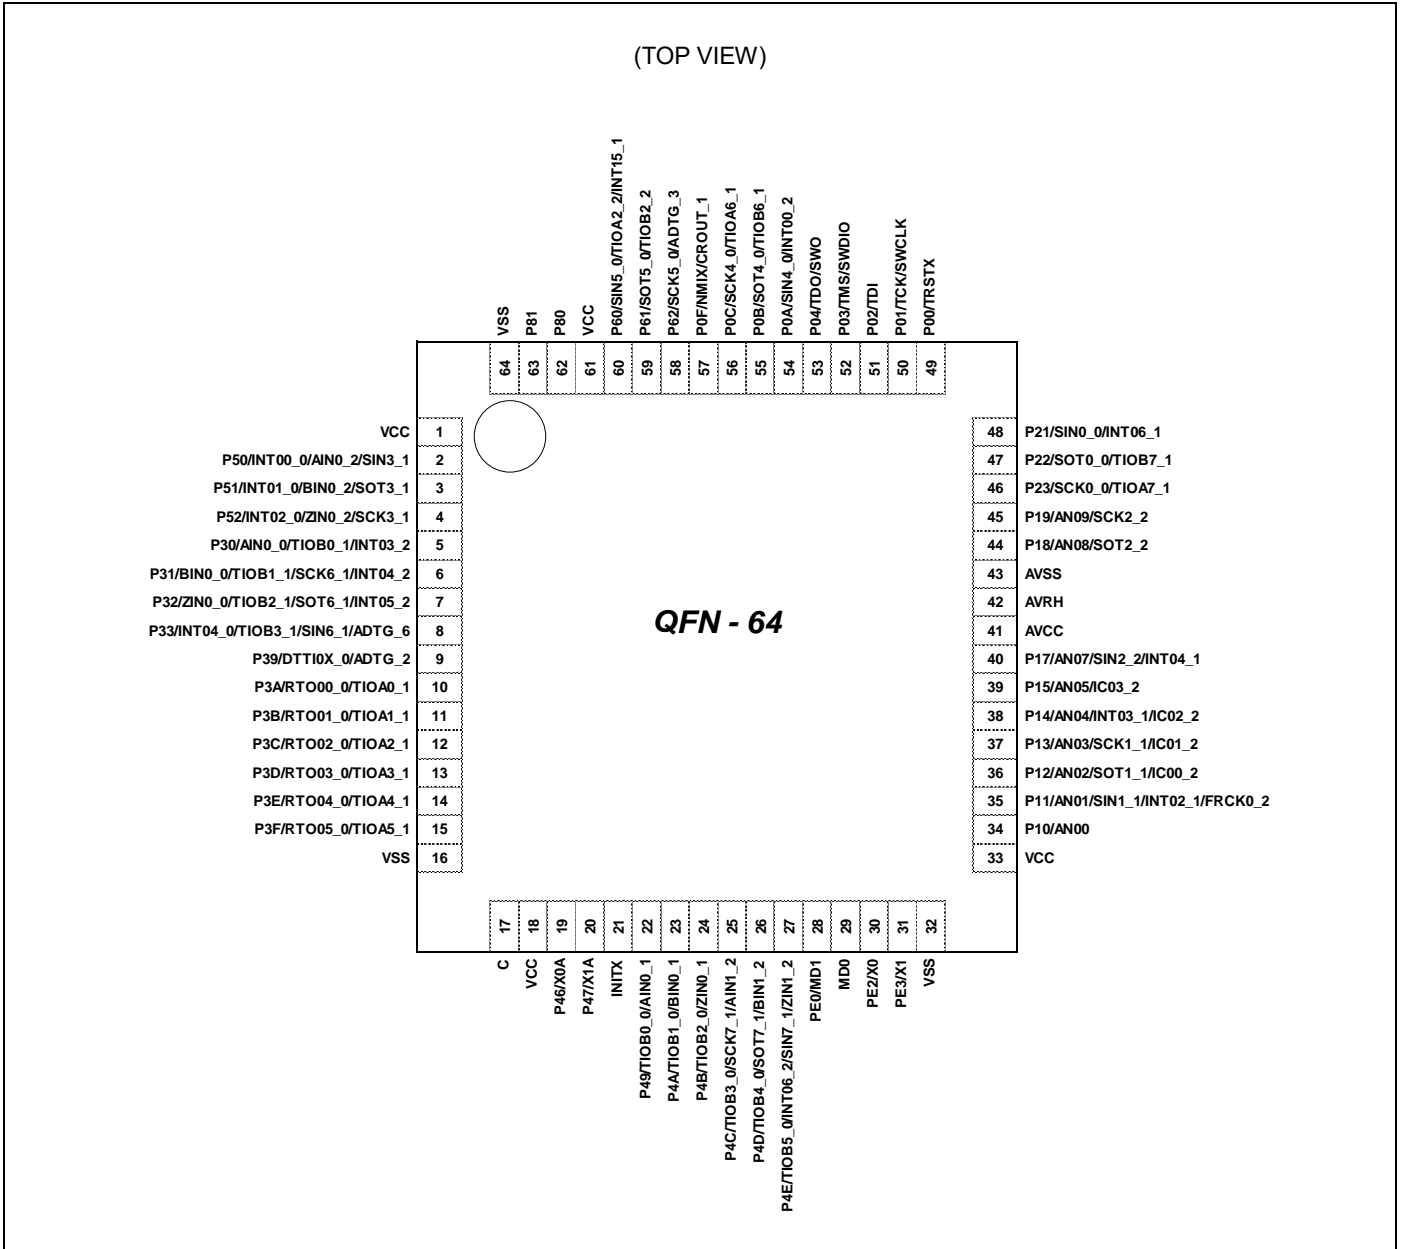 (TOP VIEW)
VSS
P81
P80
VCC
P60/SIN5_0/TIOA2_2/INT15_1
P61/SOT5_0/TIOB2_2
P62/SCK5_0/ADTG_3
P0F/NMIX/CROUT_1
P0C/SCK4_0/TIOA6_1
P0B/SOT4_0/TIOB6_1
P0A/SIN4_0/INT00_2
P04/TDO/SWO
P03/TMS/SWDIO
P02/TDI
P01/TCK/SWCLK
P00/TRSTX
64 63 62 61 60 59 58 57 56 55 54 53 52 51 50 49
VCC 1
P50/INT00_0/AIN0_2/SIN3_1 2
P51/INT01_0/BIN0_2/SOT3_1 3
P52/INT02_0/ZIN0_2/SCK3_1 4
P30/AIN0_0/TIOB0_1/INT03_2 5
P31/BIN0_0/TIOB1_1/SCK6_1/INT04_2 6
P32/ZIN0_0/TIOB2_1/SOT6_1/INT05_2 7
P33/INT04_0/TIOB3_1/SIN6_1/ADTG_6 8
P39/DTTI0X_0/ADTG_2 9
P3A/RTO00_0/TIOA0_1 10
P3B/RTO01_0/TIOA1_1 11
P3C/RTO02_0/TIOA2_1 12
P3D/RTO03_0/TIOA3_1 13
P3E/RTO04_0/TIOA4_1 14
P3F/RTO05_0/TIOA5_1 15
VSS 16
QFN - 64
48 P21/SIN0_0/INT06_1
47 P22/SOT0_0/TIOB7_1
46 P23/SCK0_0/TIOA7_1
45 P19/AN09/SCK2_2
44 P18/AN08/SOT2_2
43 AVSS
42 AVRH
41 AVCC
40 P17/AN07/SIN2_2/INT04_1
39 P15/AN05/IC03_2
38 P14/AN04/INT03_1/IC02_2
37 P13/AN03/SCK1_1/IC01_2
36 P12/AN02/SOT1_1/IC00_2
35 P11/AN01/SIN1_1/INT02_1/FRCK0_2
34 P10/AN00
33 VCC
17 18 19 20 21 22 23 24 25 26 27 28 29 30 31 32
C
VCC
P46/X0A
P47/X1A
INITX
P49/TIOB0_0/AIN0_1
P4A/TIOB1_0/BIN0_1
P4B/TIOB2_0/ZIN0_1
P4C/TIOB3_0/SCK7_1/AIN1_2
P4D/TIOB4_0/SOT7_1/BIN1_2
P4E/TIOB5_0/INT06_2/SIN7_1/ZIN1_2
PE0/MD1
MD0
PE2/X0
PE3/X1
VSS